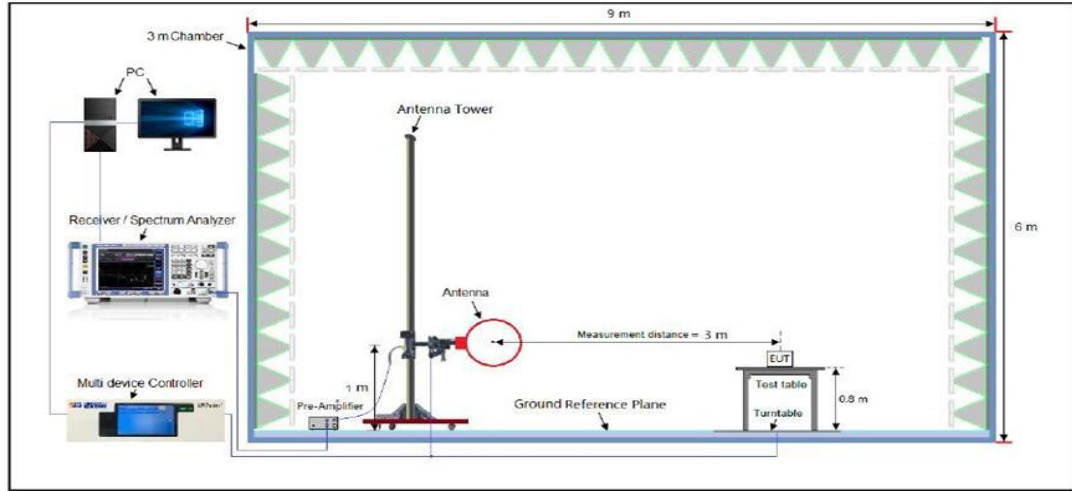 9 m
3 m Chamber
PC
Antenna Tower
Receiver / Spectrum Analyzer
6 m
Antenna
Measurement distance = 3 m
EUT
Multi device Controller
1 m
Pre-Amplifier
Ground Reference Plane
Test table
0.8 m
Turntable